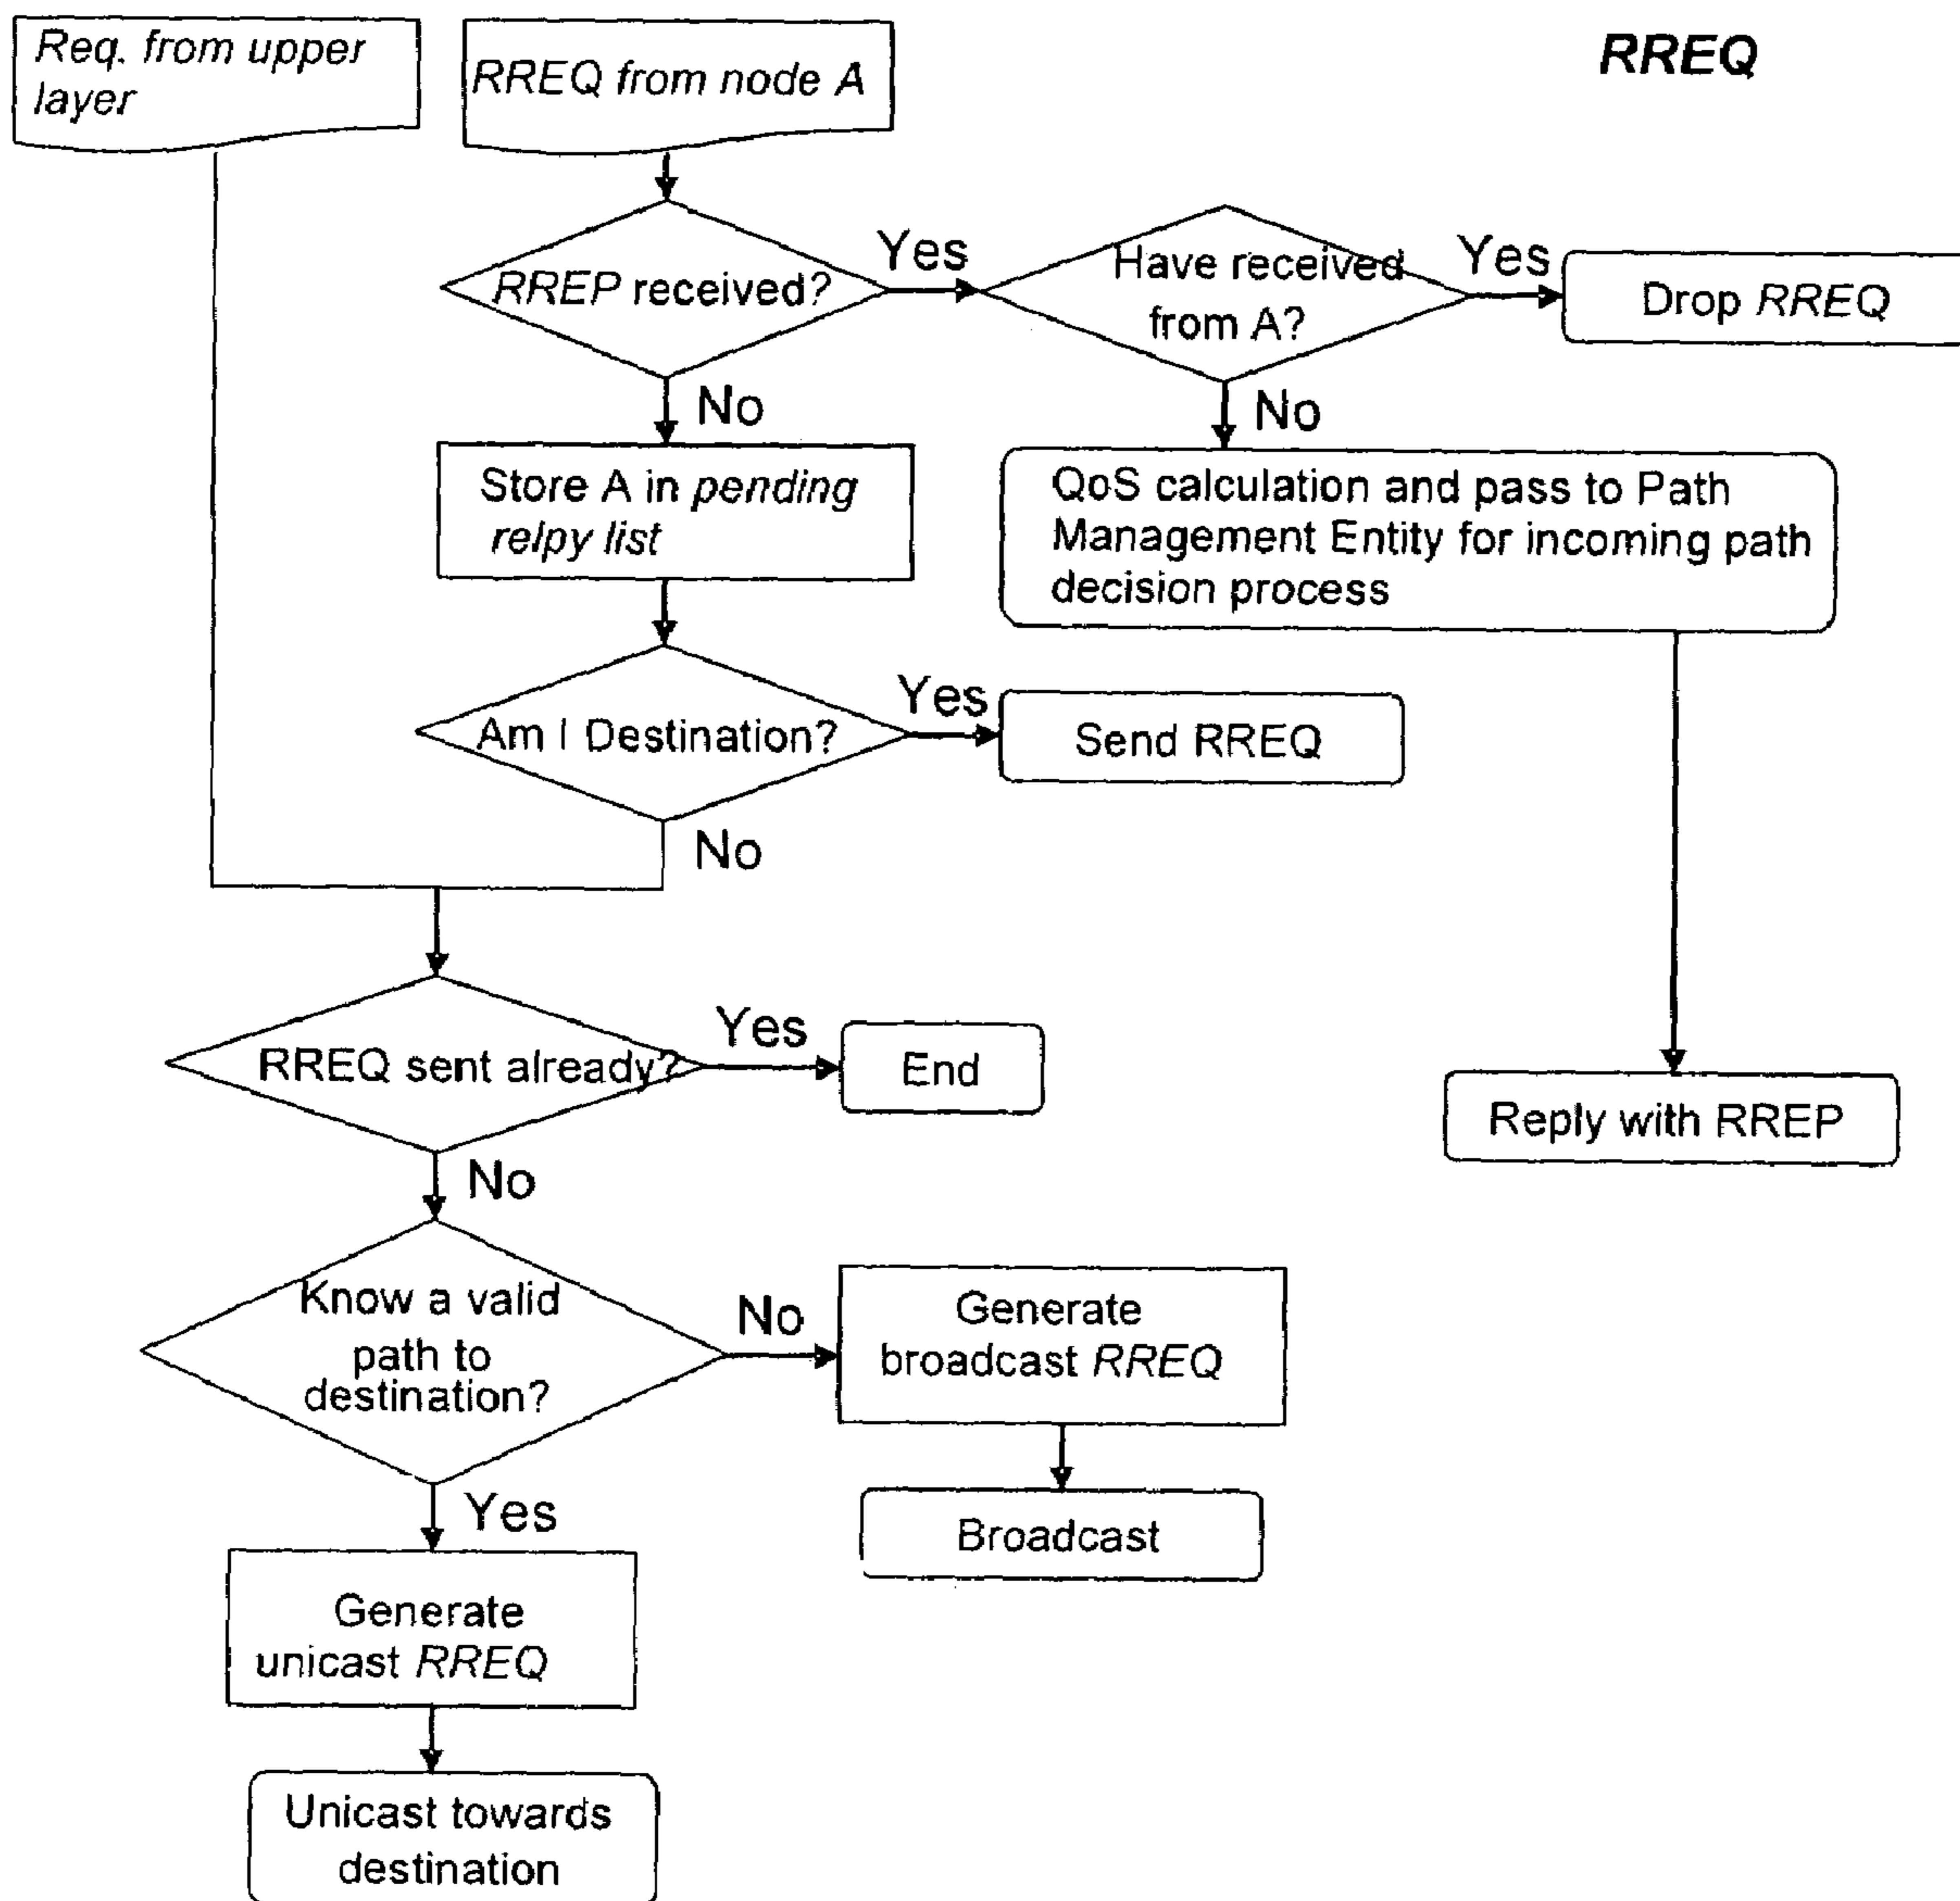 RREQ
Req. from upper
layer
RREQ from node A
RREP received?
Yes
Have received
from A?
Yes
Drop RREQ
No
No
Store A in pending
relpy list
QoS calculation and pass to Path
Management Entity for incoming path
decision process
Am I Destination?
Yes
Send RREQ
No
RREQ sent already?
Yes
End
Reply with RREP
No
Know a valid
path to
destination?
No
Generate
broadcast RREQ
Yes
Broadcast
Generate
unicast RREQ
Unicast towards
destination